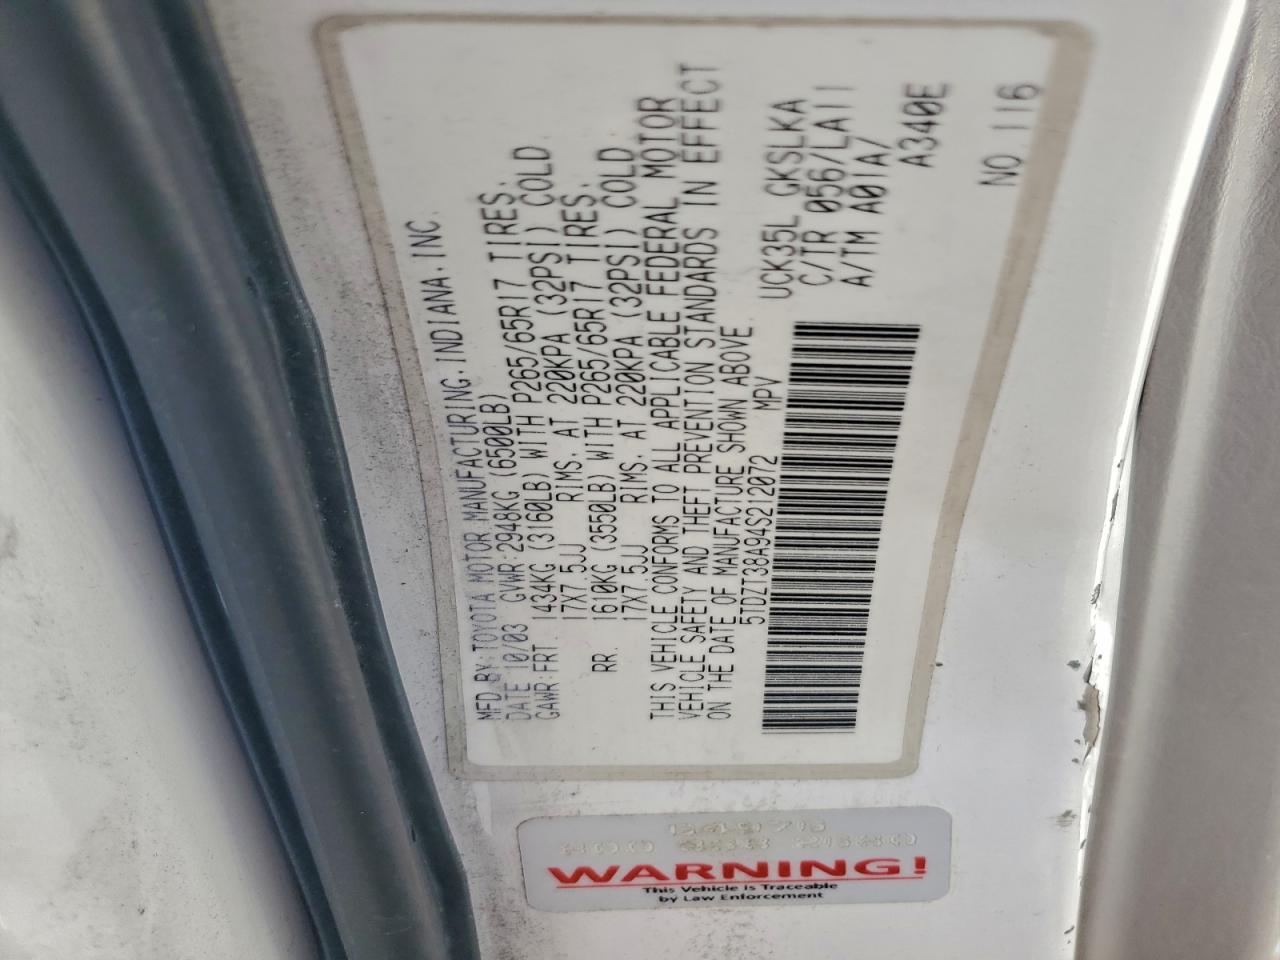 MFD BY: TOYOTA MOTOR MANUFACTURING, INDIANA, INC.
DATE 10/03 GVWR: 2948KG (6500LB)
GAWR: FRT. 1434KG (3160LB) WITH P265/65R17 TIRES.
17X7.5JJ RIMS. AT 220KPA (32PSI) COLD
RR. 1610KG (3550LB) WITH P265/65R17 TIRES.
17X7.5JJ RIMS. AT 220KPA (32PSI) COLD
THIS VEHICLE CONFORMS TO ALL APPLICABLE FEDERAL MOTOR
VEHICLE SAFETY AND THEFT PREVENTION STANDARDS IN EFFECT
ON THE DATE OF MANUFACTURE SHOWN ABOVE.
5TDZT38A94S212072 MPV
UCK35L GKSLKA
C/TR 056/LA11
A/TM A01A/
A340E
NO.116
WARNING!
This Vehicle is Traceable
by Law Enforcement